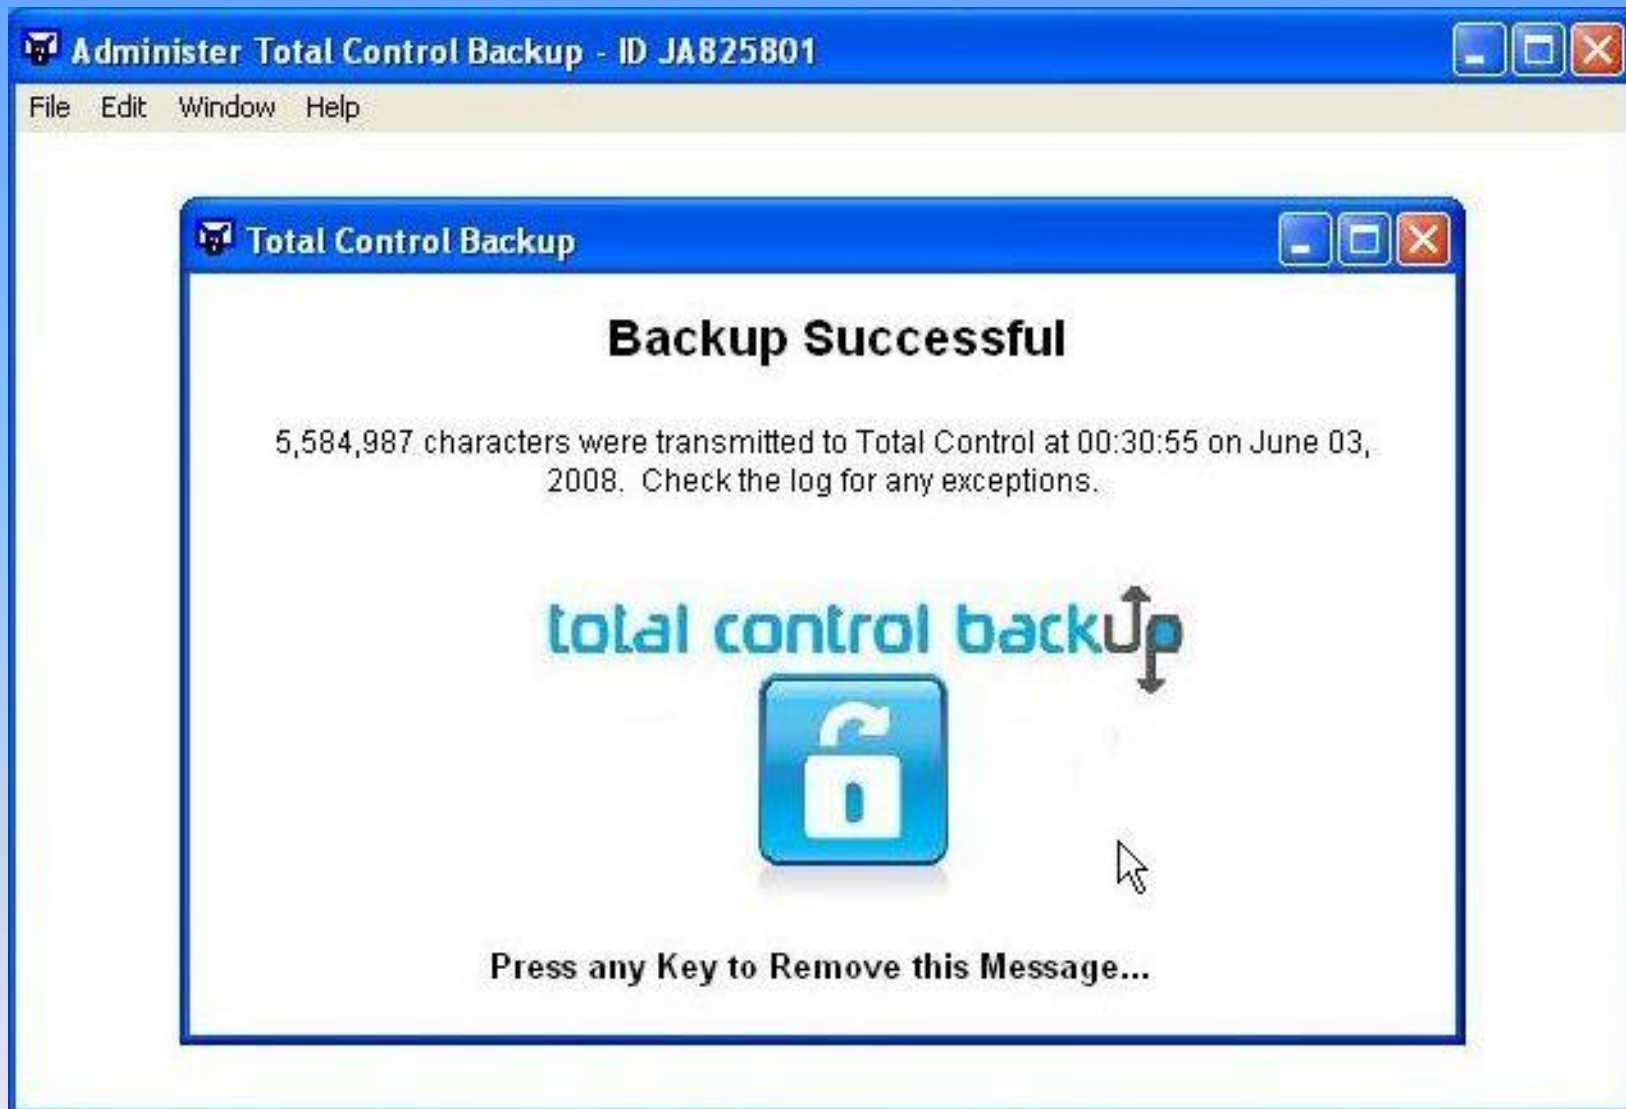 Administer Total Control Backup - ID JA825801
File Edit Window Help
Total Control Backup
Backup Successful
5,584,987 characters were transmitted to Total Control at 00:30:55 on June 03,
2008. Check the log for any exceptions.
total control backup
Press any Key to Remove this Message...